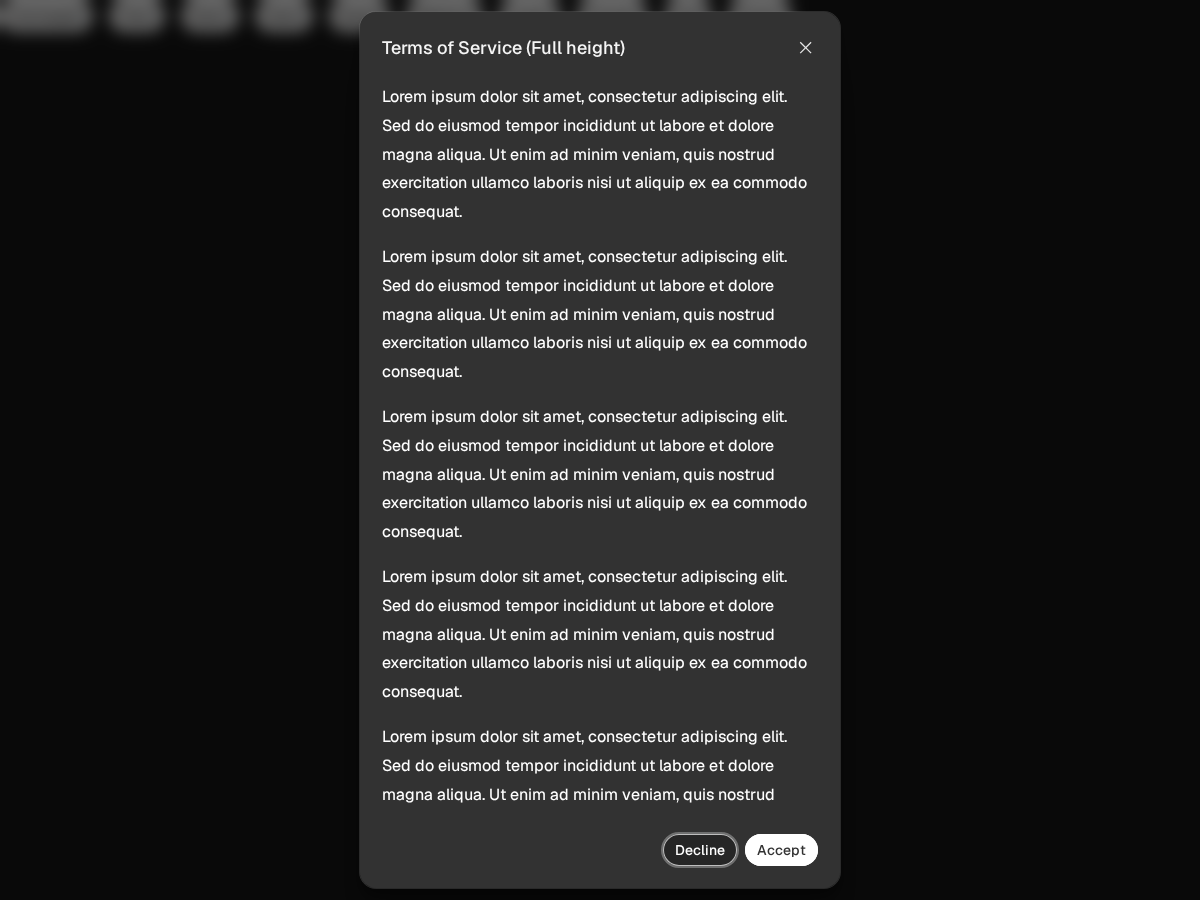 Terms of Service (Full height)
Lorem ipsum dolor sit amet, consectetur adipiscing elit.
Sed do eiusmod tempor incididunt ut labore et dolore
magna aliqua. Ut enim ad minim veniam, quis nostrud
exercitation ullamco laboris nisi ut aliquip ex ea commodo
consequat.
Lorem ipsum dolor sit amet, consectetur adipiscing elit.
Sed do eiusmod tempor incididunt ut labore et dolore
magna aliqua. Ut enim ad minim veniam, quis nostrud
exercitation ullamco laboris nisi ut aliquip ex ea commodo
consequat.
Lorem ipsum dolor sit amet, consectetur adipiscing elit.
Sed do eiusmod tempor incididunt ut labore et dolore
magna aliqua. Ut enim ad minim veniam, quis nostrud
exercitation ullamco laboris nisi ut aliquip ex ea commodo
consequat.
Lorem ipsum dolor sit amet, consectetur adipiscing elit.
Sed do eiusmod tempor incididunt ut labore et dolore
magna aliqua. Ut enim ad minim veniam, quis nostrud
exercitation ullamco laboris nisi ut aliquip ex ea commodo
consequat.
Lorem ipsum dolor sit amet, consectetur adipiscing elit.
Sed do eiusmod tempor incididunt ut labore et dolore
magna aliqua. Ut enim ad minim veniam, quis nostrud
Decline Accept